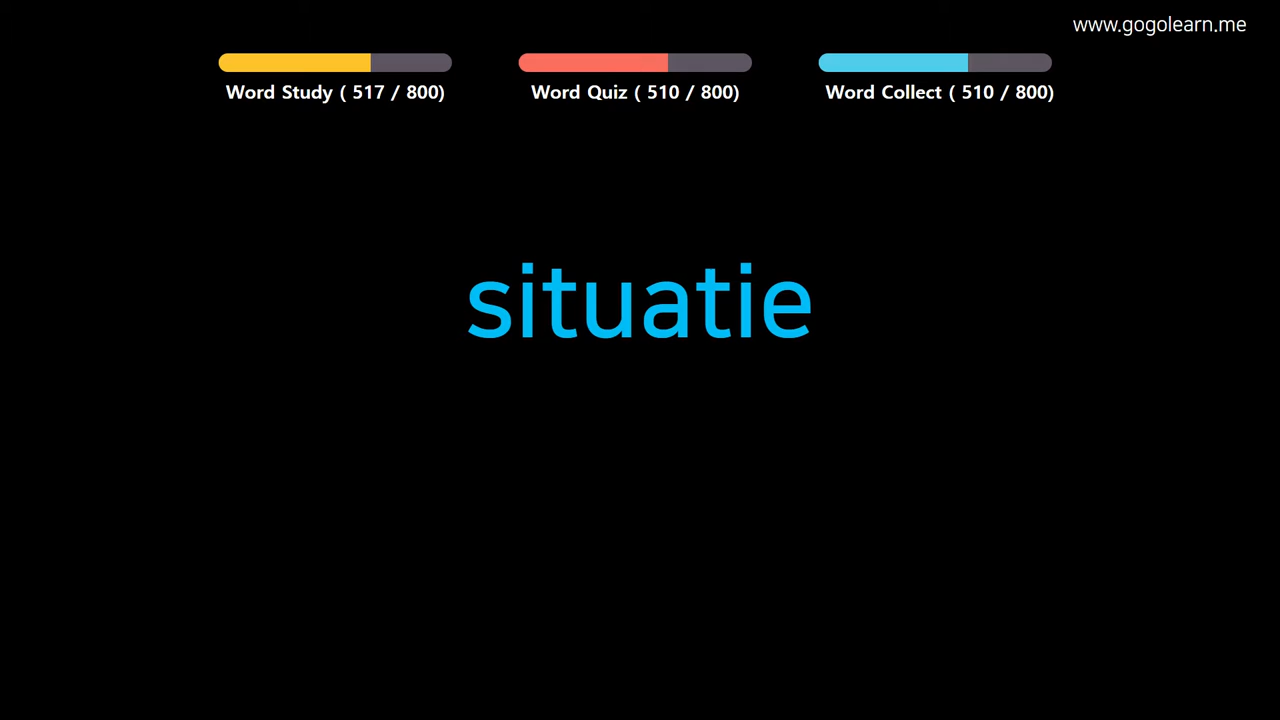 www.gogolearn.me
Word Study ( 517 / 800)
Word Quiz ( 510 / 800)
Word Collect ( 510 / 800)
situatie